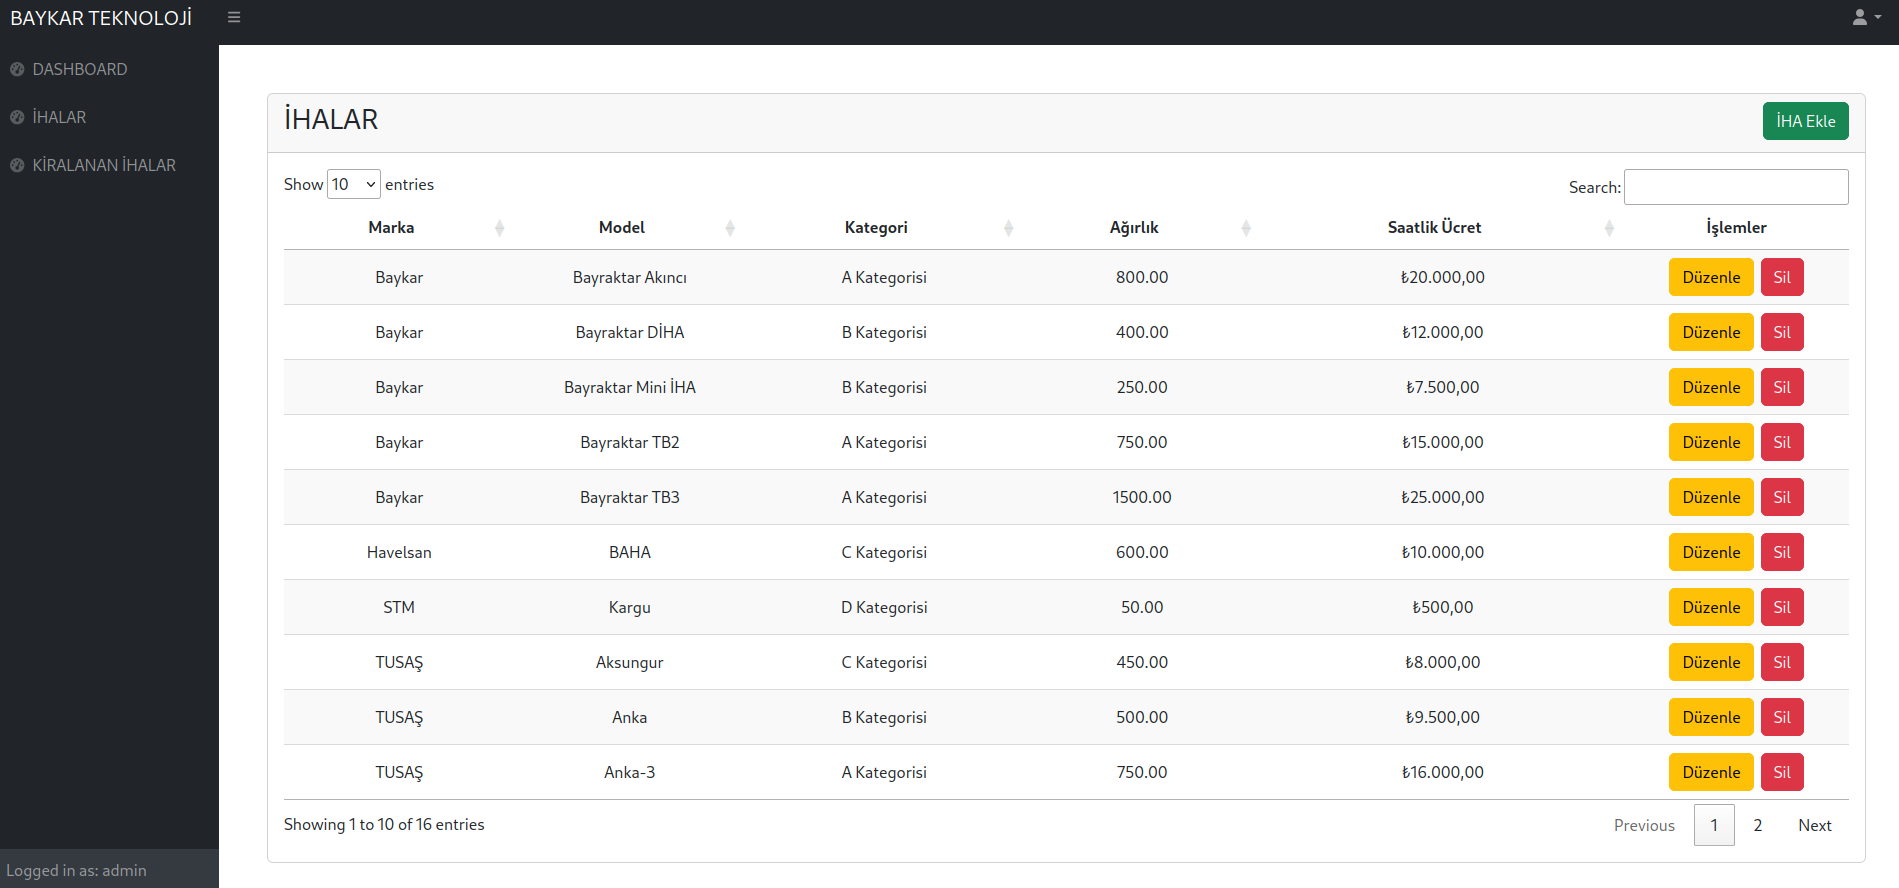 BAYKAR TEKNOLOJİ
DASHBOARD
İHALAR
KİRALANAN İHALAR
Logged in as: admin
İHALAR
İHA Ekle
Show 10 entries
Search:
Marka Model Kategori Ağırlık Saatlik Ücret İşlemler
Baykar Bayraktar Akıncı A Kategorisi 800.00 ₺20.000,00 Düzenle Sil
Baykar Bayraktar DİHA B Kategorisi 400.00 ₺12.000,00 Düzenle Sil
Baykar Bayraktar Mini İHA B Kategorisi 250.00 ₺7.500,00 Düzenle Sil
Baykar Bayraktar TB2 A Kategorisi 750.00 ₺15.000,00 Düzenle Sil
Baykar Bayraktar TB3 A Kategorisi 1500.00 ₺25.000,00 Düzenle Sil
Havelsan BAHA C Kategorisi 600.00 ₺10.000,00 Düzenle Sil
STM Kargu D Kategorisi 50.00 ₺500,00 Düzenle Sil
TUSAŞ Aksungur C Kategorisi 450.00 ₺8.000,00 Düzenle Sil
TUSAŞ Anka B Kategorisi 500.00 ₺9.500,00 Düzenle Sil
TUSAŞ Anka-3 A Kategorisi 750.00 ₺16.000,00 Düzenle Sil
Showing 1 to 10 of 16 entries
Previous 1 2 Next